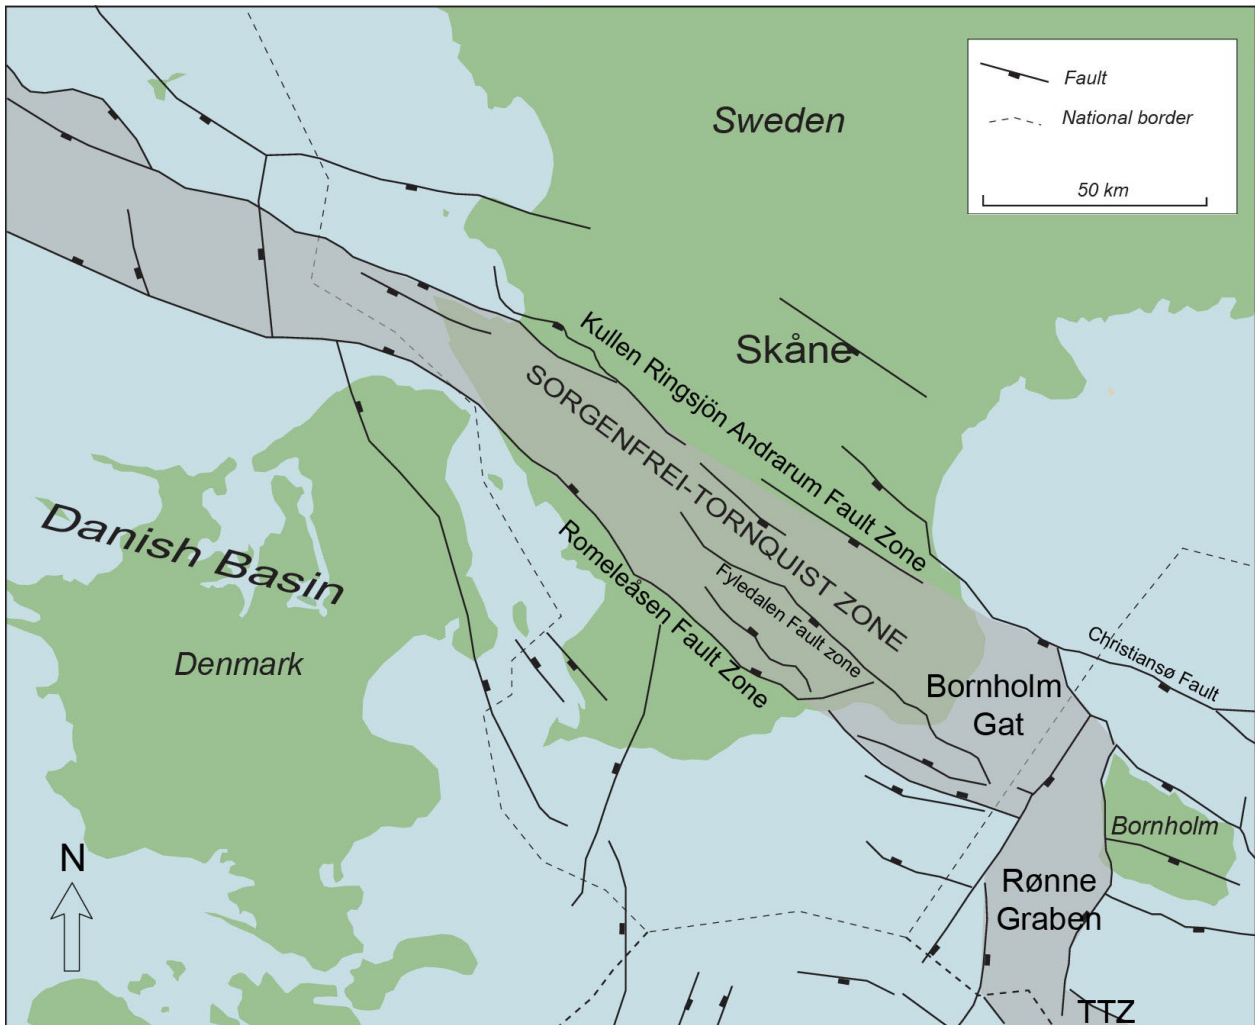 Fault
Sweden
National border
50 km
Skåne
Kullen Ringsjön Andrarum Fault Zone
SORGENFREI-TORNQUIST ZONE
Danish Basin
Romeleåsen Fault Zone
Fyledalen Fault zone
Denmark
Christiansø Fault
Bornholm
Gat
Bornholm
N
Rønne
Graben
TTZ